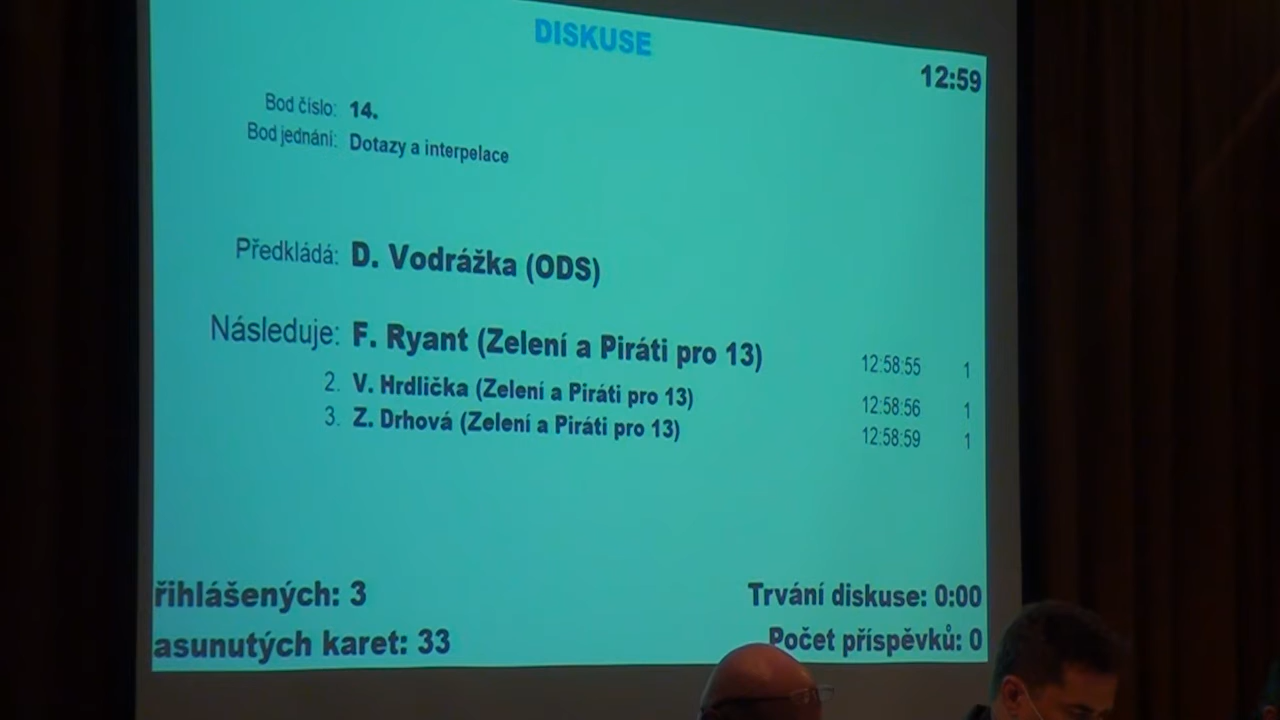 DISKUSE
12:59
Bod číslo: 14.
Bod jednání: Dotazy a interpelace
Předkládá: D. Vodrážka (ODS)
Následuje: F. Ryant (Zelení a Piráti pro 13) 12:58:55 1
2. V. Hrdlička (Zelení a Piráti pro 13) 12:58:56 1
3. Z. Drhová (Zelení a Piráti pro 13) 12:58:59 1
řihlášených: 3 Trvání diskuse: 0:00
asunutých karet: 33 Počet příspěvků: 0